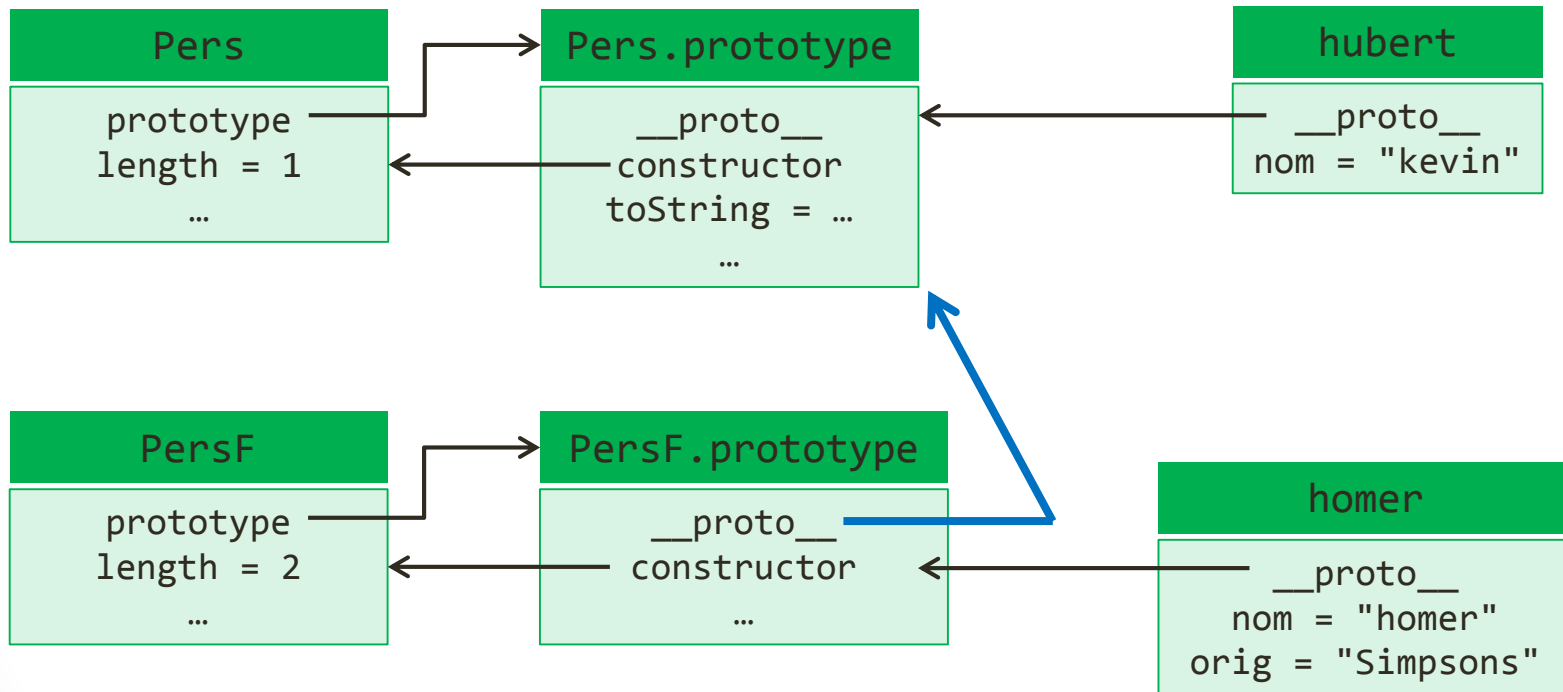 Pers
prototype
length = 1
…
Pers.prototype
__proto__
constructor
toString = …
…
hubert
__proto__
nom = "kevin"
PersF
prototype
length = 2
…
PersF.prototype
__proto__
constructor
…
homer
__proto__
nom = "homer"
orig = "Simpsons"